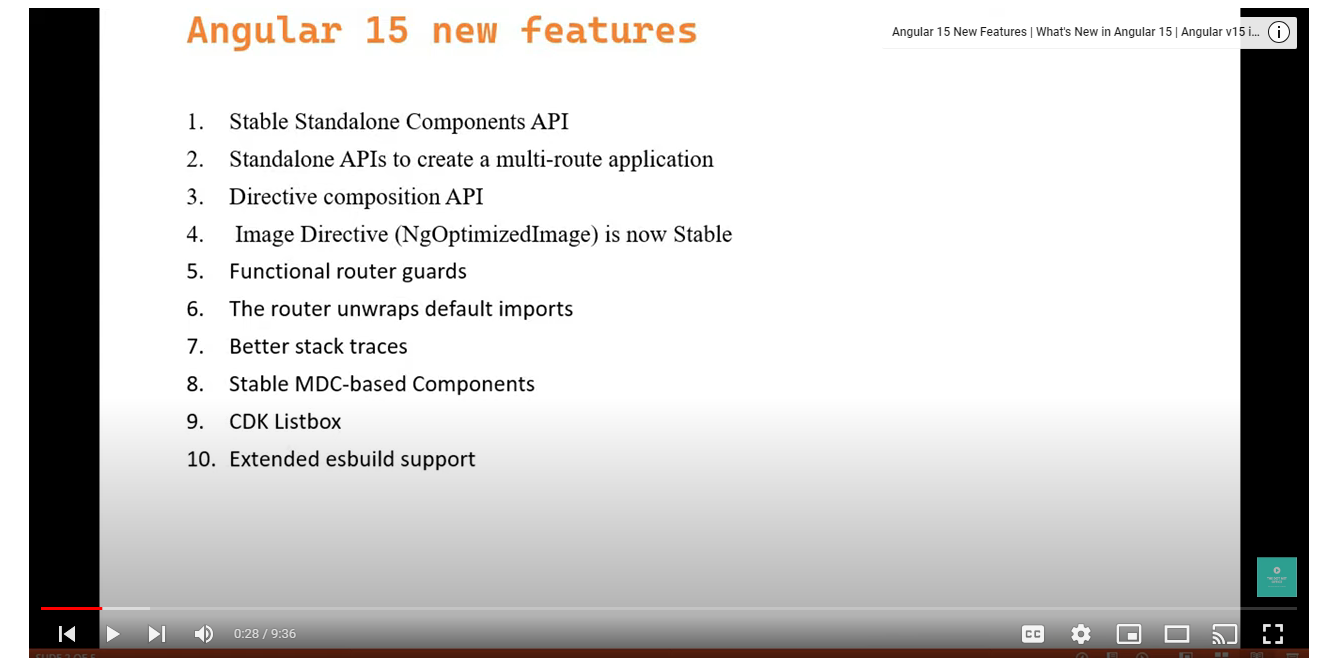 Angular 15 new features
Angular 15 New Features | What's New in Angular 15 | Angular v15 i...
1. Stable Standalone Components API
2. Standalone APIs to create a multi-route application
3. Directive composition API
4. Image Directive (NgOptimizedImage) is now Stable
5. Functional router guards
6. The router unwraps default imports
7. Better stack traces
8. Stable MDC-based Components
9. CDK Listbox
10. Extended esbuild support
0:28 / 9:36
CC